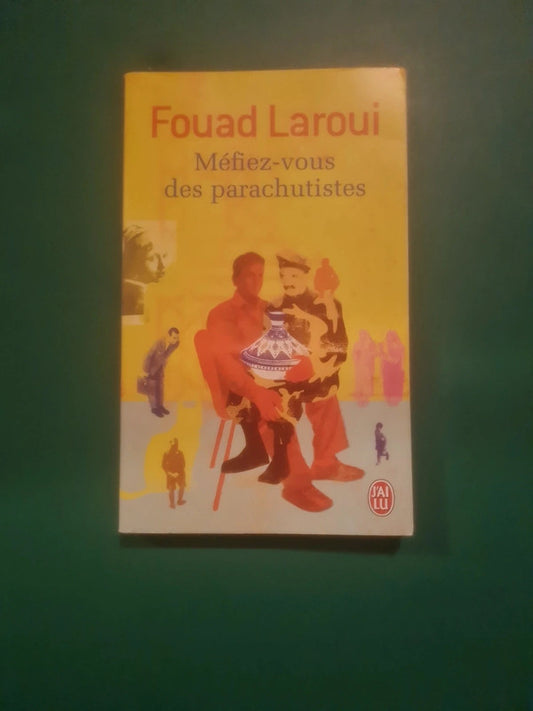 Fouad Laroui
Méfiez-vous
des parachutistes
J'AI
LU